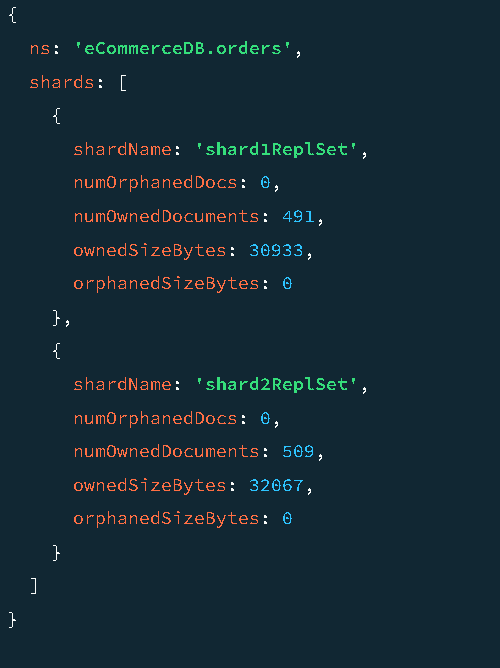 {
  ns: 'eCommerceDB.orders',
  shards: [
    {
      shardName: 'shard1ReplSet',
      numOrphanedDocs: 0,
      numOwnedDocuments: 491,
      ownedSizeBytes: 30933,
      orphanedSizeBytes: 0
    },
    {
      shardName: 'shard2ReplSet',
      numOrphanedDocs: 0,
      numOwnedDocuments: 509,
      ownedSizeBytes: 32067,
      orphanedSizeBytes: 0
    }
  ]
}